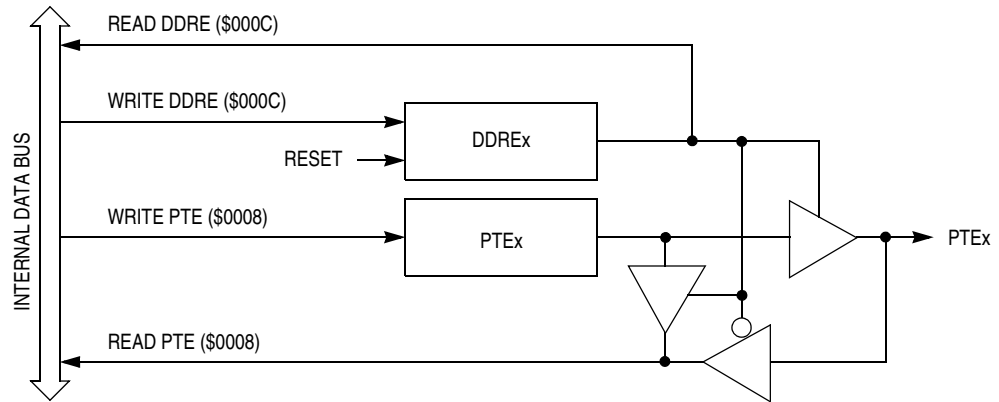 READ DDRE ($000C)
WRITE DDRE ($000C)
DDREx
RESET
WRITE PTE ($0008)
PTEx
PTEx
READ PTE ($0008)
INTERNAL DATA BUS